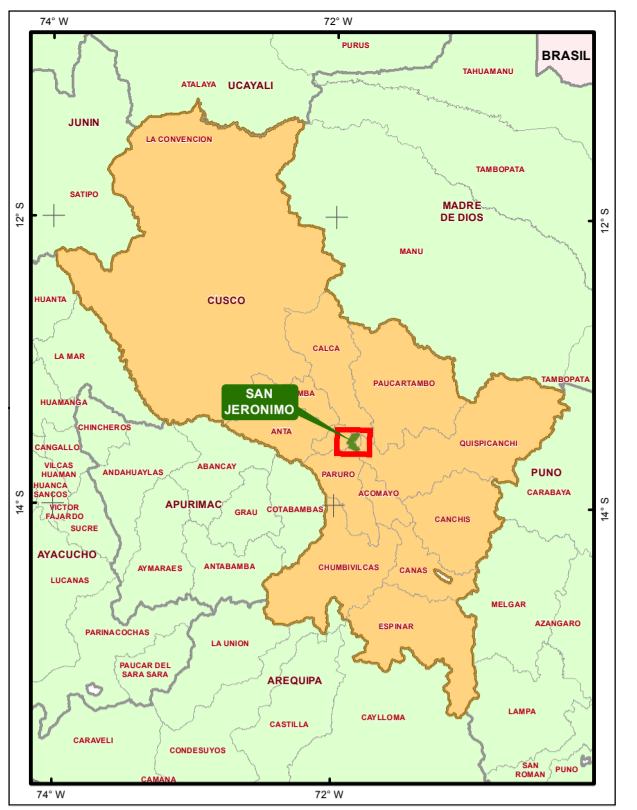 74° W
72° W
PURUS
BRASIL
TAHUAMANU
ATALAYA
UCAYALI
JUNIN
LA CONVENCION
TAMBOPATA
SATIPO
MADRE
DE DIOS
12° S
12° S
MANU
HUANTA
CUSCO
CALCA
LA MAR
PAUCARTAMBO
TAMBOPATA
SAN
JERONIMO
MBA
HUAMANGA
CHINCHEROS
ANTA
QUISPICANCHI
CANGALLO
VILCAS
HUAMAN
ANDAHUAYLAS
ABANCAY
PARURO
PUNO
HUANCA
SANCOS
ACOMAYO
CARABAYA
14° S
14° S
VICTOR
FAJARDO
APURIMAC
GRAU
COTABAMBAS
CANCHIS
SUCRE
AYACUCHO
AYMARAES
ANTABAMBA
CHUMBIVILCAS
CANAS
LUCANAS
MELGAR
AZANGARO
PARINACOCHAS
ESPINAR
LA UNION
PAUCAR DEL
SARA SARA
AREQUIPA
CAYLLOMA
LAMPA
CASTILLA
CARAVELI
CONDESUYOS
SAN
ROMAN
PUNO
CAMANA
74° W
72° W